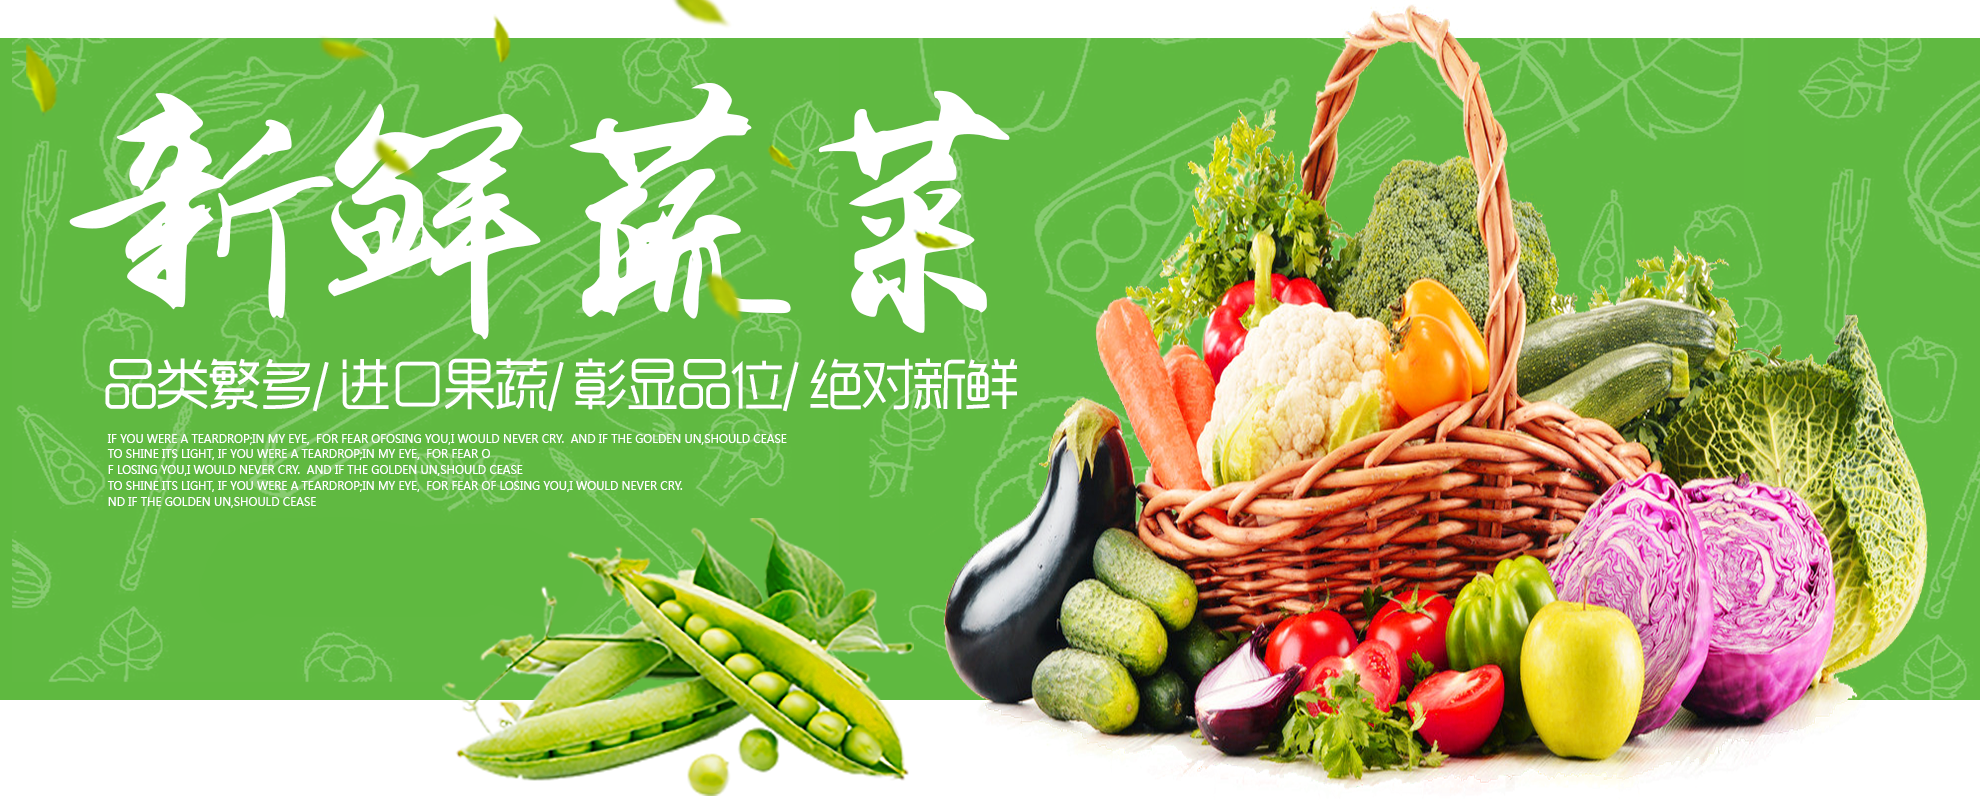 新鲜蔬菜
品类繁多/进口果蔬/彰显品位/绝对新鲜
IF YOU WERE A TEARDROP;IN MY EYE,  FOR FEAR OFOSING YOU,I WOULD NEVER CRY.  AND IF THE GOLDEN UN,SHOULD CEASE
TO SHINE ITS LIGHT, IF YOU WERE A TEARDROP;IN MY EYE,  FOR FEAR O
F LOSING YOU,I WOULD NEVER CRY.  AND IF THE GOLDEN UN,SHOULD CEASE
TO SHINE ITS LIGHT, IF YOU WERE A TEARDROP;IN MY EYE,  FOR FEAR OF LOSING YOU,I WOULD NEVER CRY.
ND IF THE GOLDEN UN,SHOULD CEASE